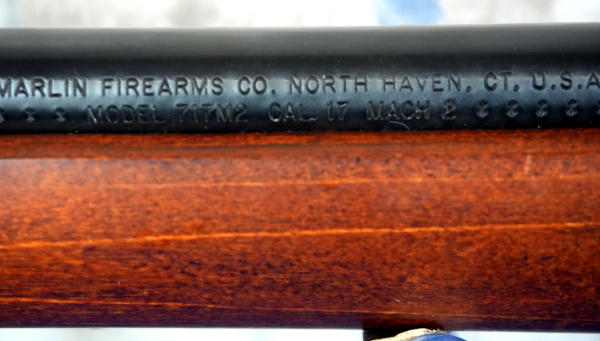 MARLIN FIREARMS CO. NORTH HAVEN, CT. U.S.A
MODEL 717M2 CAL. 17 MACH 2